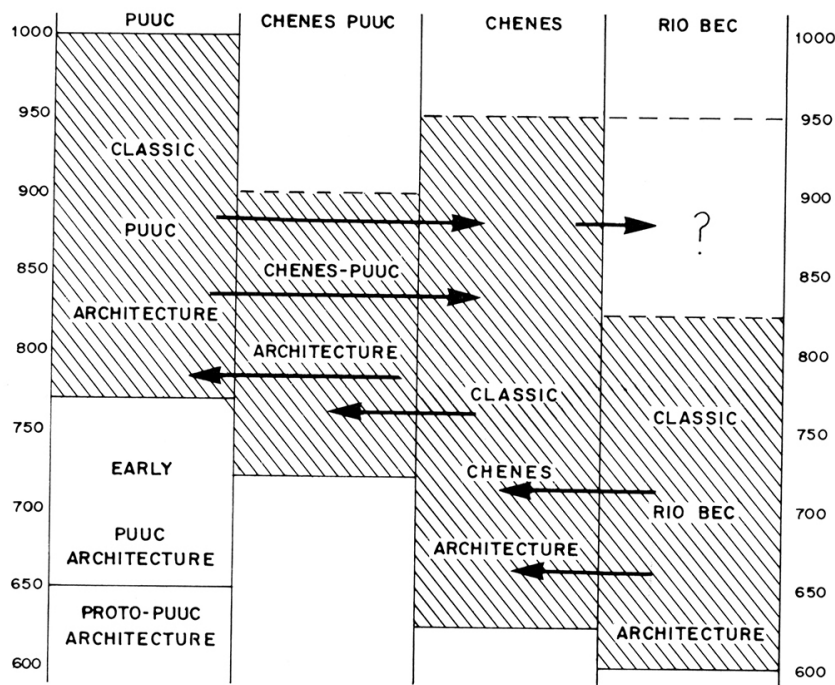 PUUC
CHENES PUUC
CHENES
RIO BEC
1000
950
900
850
800
750
700
650
600
CLASSIC
PUUC
ARCHITECTURE
EARLY
PUUC
ARCHITECTURE
PROTO-PUUC
ARCHITECTURE
CHENES-PUUC
ARCHITECTURE
CLASSIC
CHENES
ARCHITECTURE
?
CLASSIC
RIO BEC
ARCHITECTURE
1000
950
900
850
800
750
700
650
600